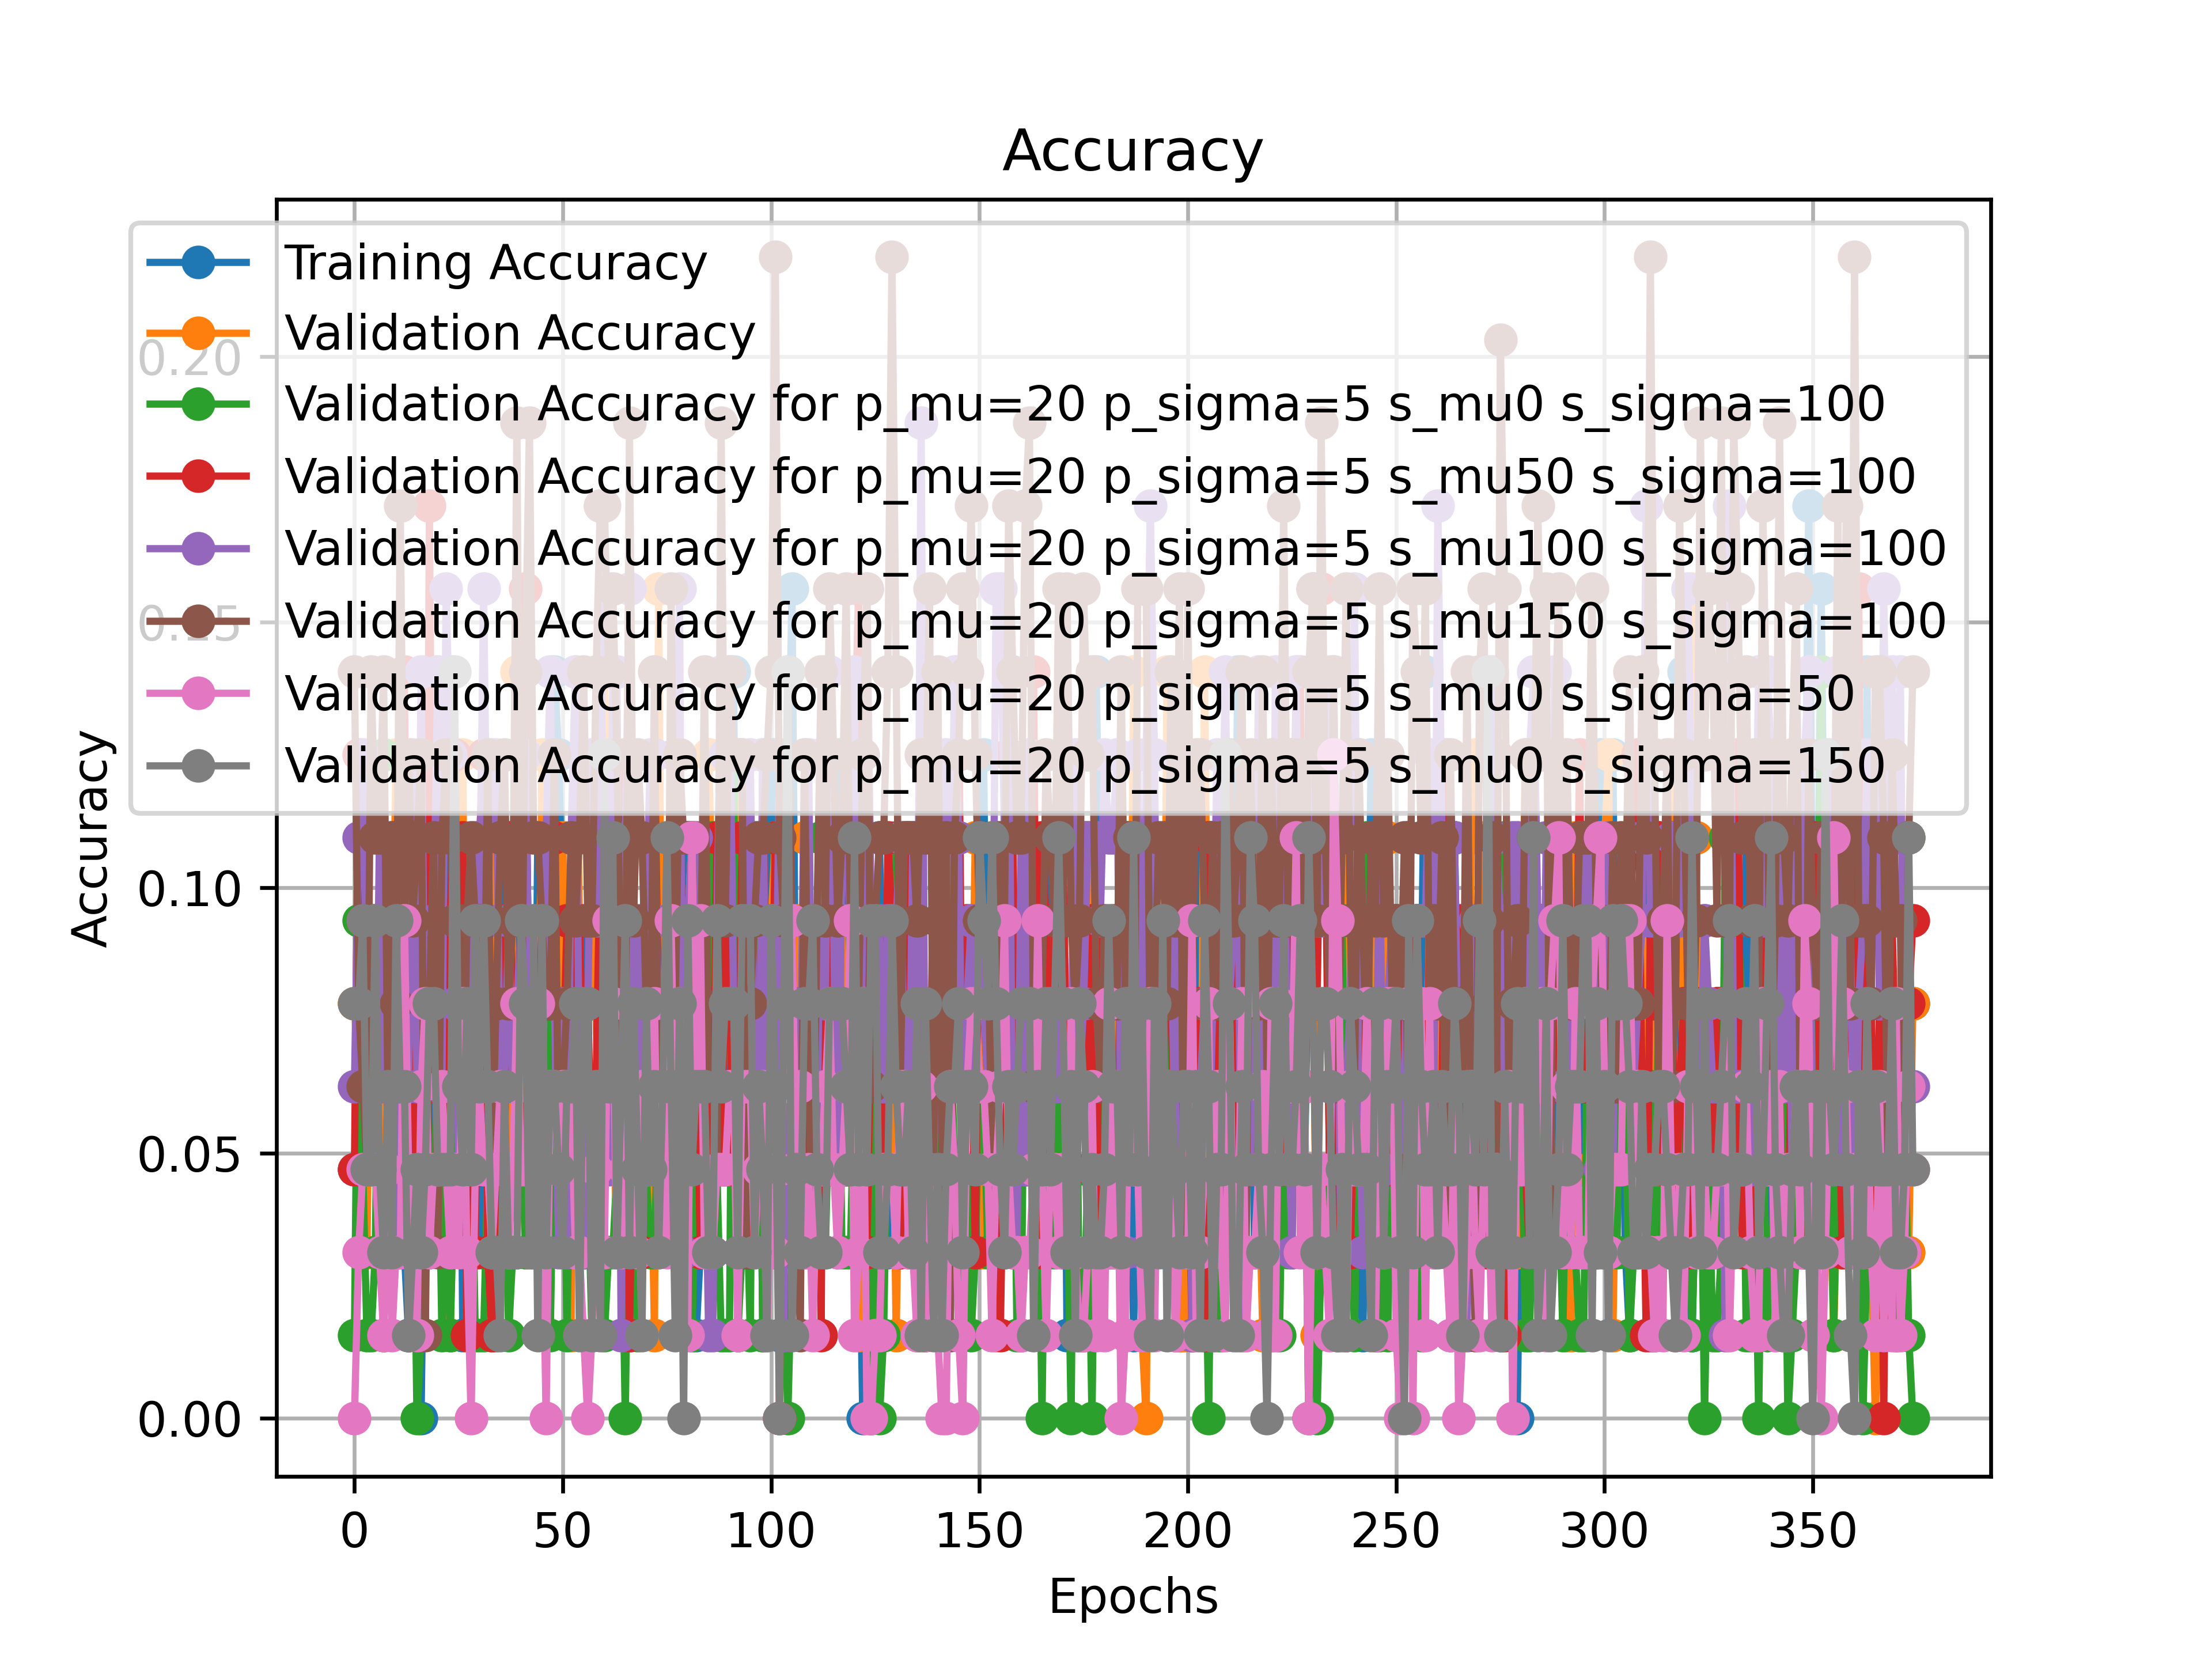 Accuracy
Training Accuracy
Validation Accuracy
Validation Accuracy for p_mu=20 p_sigma=5 s_mu0 s_sigma=100
Validation Accuracy for p_mu=20 p_sigma=5 s_mu50 s_sigma=100
Validation Accuracy for p_mu=20 p_sigma=5 s_mu100 s_sigma=100
Validation Accuracy for p_mu=20 p_sigma=5 s_mu150 s_sigma=100
Validation Accuracy for p_mu=20 p_sigma=5 s_mu0 s_sigma=50
Validation Accuracy for p_mu=20 p_sigma=5 s_mu0 s_sigma=150
Accuracy
0.20
0.15
0.10
0.05
0.00
0 50 100 150 200 250 300 350
Epochs